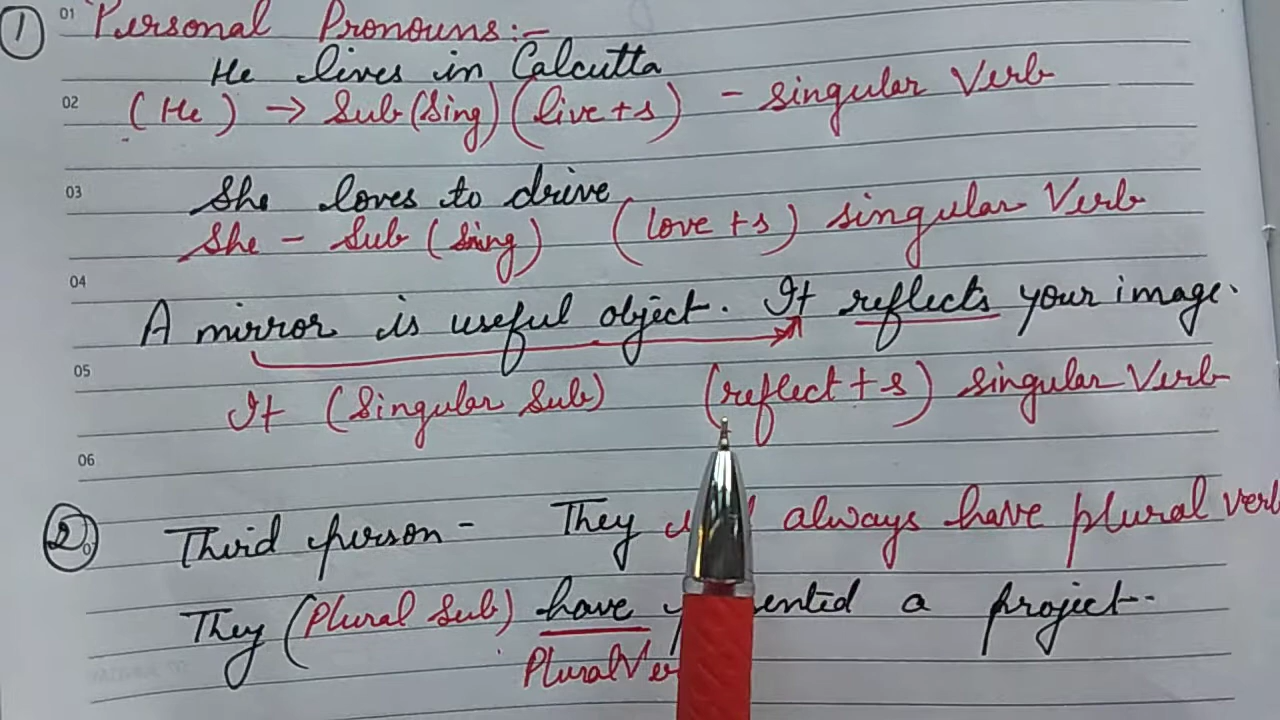 ① 01 Personal Pronouns:-
He lives in Calcutta
02 (He) → Sub(Sing) (live+s) - singular Verb
03 She loves to drive
She - Sub (Sing) (love+s) singular Verb
04 A mirror is useful object. It reflects your image.
05 It (Singular Sub) (reflect+s) singular Verb
06
② Third person - They always have plural verb
They (Plural Sub) have a project.
Plural